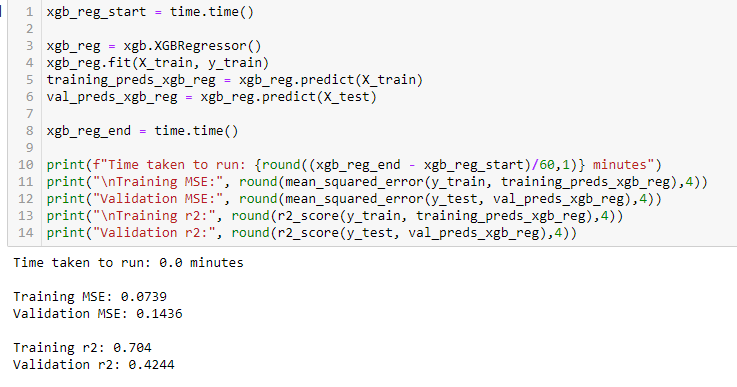 1 xgb_reg_start = time.time()
2
3 xgb_reg = xgb.XGBRegressor()
4 xgb_reg.fit(X_train, y_train)
5 training_preds_xgb_reg = xgb_reg.predict(X_train)
6 val_preds_xgb_reg = xgb_reg.predict(X_test)
7
8 xgb_reg_end = time.time()
9
10 print(f"Time taken to run: {round((xgb_reg_end - xgb_reg_start)/60,1)} minutes")
11 print("\nTraining MSE:", round(mean_squared_error(y_train, training_preds_xgb_reg),4))
12 print("Validation MSE:", round(mean_squared_error(y_test, val_preds_xgb_reg),4))
13 print("\nTraining r2:", round(r2_score(y_train, training_preds_xgb_reg),4))
14 print("Validation r2:", round(r2_score(y_test, val_preds_xgb_reg),4))
Time taken to run: 0.0 minutes
Training MSE: 0.0739
Validation MSE: 0.1436
Training r2: 0.704
Validation r2: 0.4244